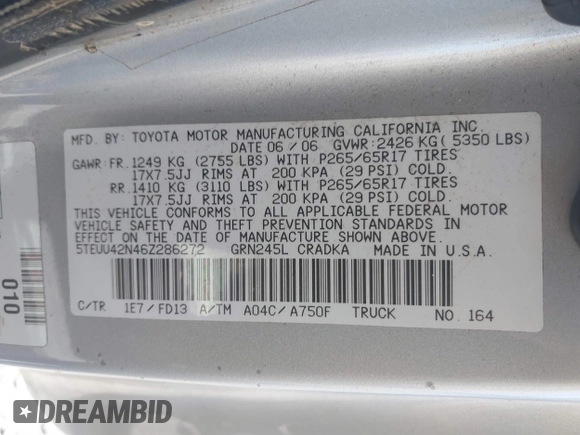 MFD. BY: TOYOTA MOTOR MANUFACTURING CALIFORNIA INC.
DATE 06/06 GVWR: 2426 KG( 5350 LBS)
GAWR: FR. 1249 KG (2755 LBS) WITH P265/65R17 TIRES
17X7.5JJ RIMS AT 200 KPA (29 PSI) COLD.
RR. 1410 KG (3110 LBS) WITH P265/65R17 TIRES
17X7.5JJ RIMS AT 200 KPA (29 PSI) COLD.
THIS VEHICLE CONFORMS TO ALL APPLICABLE FEDERAL MOTOR
VEHICLE SAFETY AND THEFT PREVENTION STANDARDS IN
EFFECT ON THE DATE OF MANUFACTURE SHOWN ABOVE.
5TEUU42N46Z286272 GRN245L CRADKA MADE IN U.S.A.
C/TR 1E7 / FD13 A/TM A04C / A750F TRUCK NO. 164
010
DREAMBID